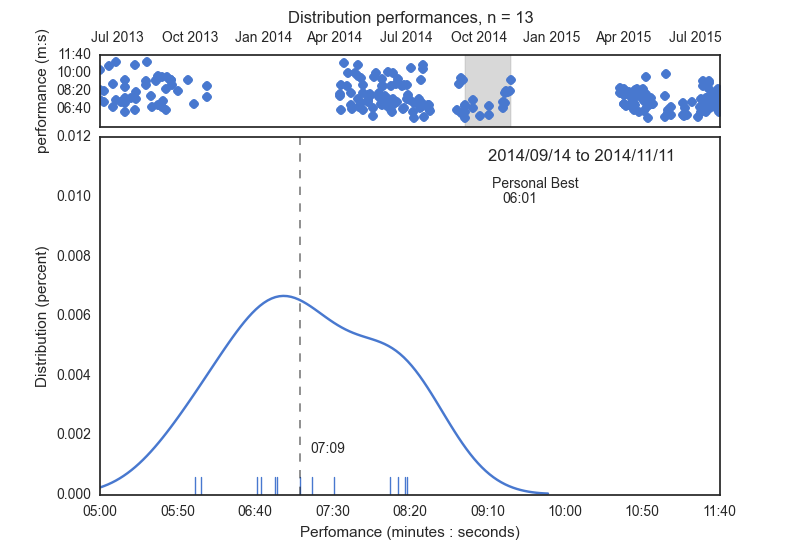 Distribution performances, n = 13
Jul 2013 Oct 2013 Jan 2014 Apr 2014 Jul 2014 Oct 2014 Jan 2015 Apr 2015 Jul 2015
performance (m:s)
11:40
10:00
08:20
06:40
0.012
2014/09/14 to 2014/11/11
Personal Best
06:01
0.010
0.008
0.006
0.004
0.002
0.000
Distribution (percent)
07:09
05:00 05:50 06:40 07:30 08:20 09:10 10:00 10:50 11:40
Perfomance (minutes : seconds)